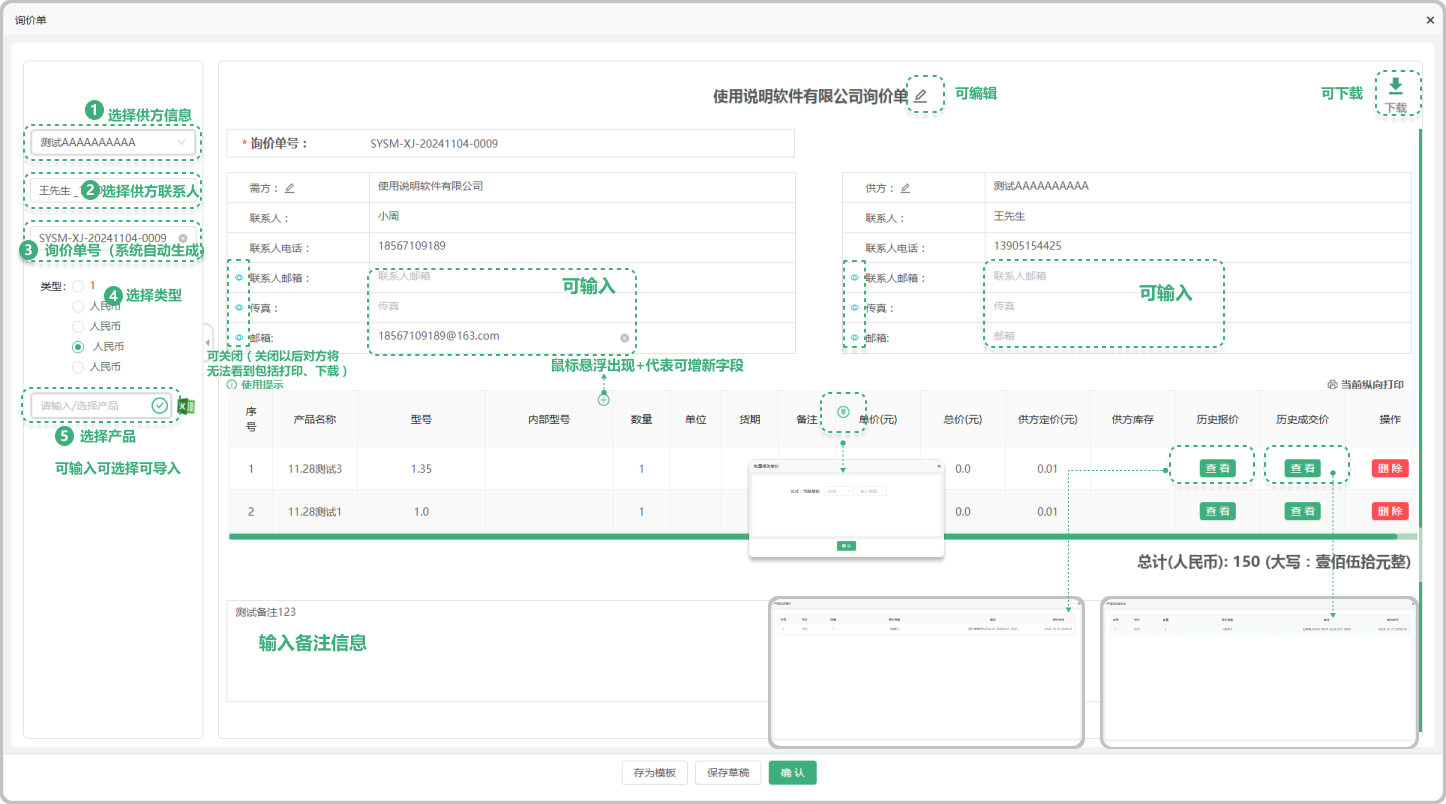 询价单
使用说明软件有限公司询价单
可编辑
可下载
下载
1 选择供方信息
测试AAAAAAAAAA
王先生_1
2 选择供方联系人
SYSM-XJ-20241104-0009
3 询价单号（系统自动生成）
类型: 1
4 选择类型
人民币
人民币
人民币
人民币
请输入/选择产品
5 选择产品
可输入可选择可导入
* 询价单号： SYSM-XJ-20241104-0009
需方： 使用说明软件有限公司
联系人： 小周
联系人电话： 18567109189
联系人邮箱： 联系人邮箱
传真： 传真
邮箱: 18567109189@163.com
可输入
供方： 测试AAAAAAAAAA
联系人： 王先生
联系人电话： 13905154425
联系人邮箱： 联系人邮箱
传真： 传真
邮箱: 邮箱
可输入
可关闭（关闭以后对方将
无法看到包括打印、下载）
使用提示
鼠标悬浮出现+代表可增新字段
当前纵向打印
序号 产品名称 型号 内部型号 数量 单位 货期 备注 单价(元) 总价(元) 供方定价(元) 供方库存 历史报价 历史成交价 操作
1 11.28测试3 1.35 1 0.0 0.01 查 看 查 看 删 除
2 11.28测试1 1.0 1 0.0 0.01 查 看 查 看 删 除
确 认
总计(人民币): 150 (大写：壹佰伍拾元整)
测试备注123
输入备注信息
存为模板 保存草稿 确 认